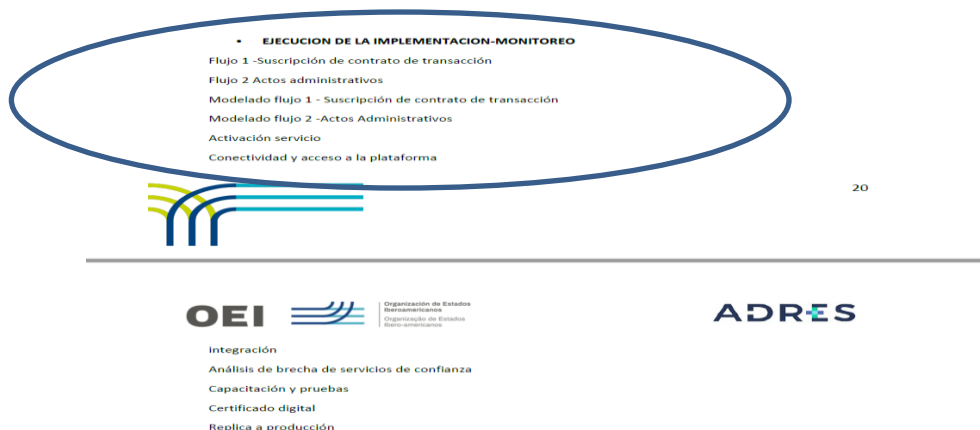 • EJECUCION DE LA IMPLEMENTACION-MONITOREO
Flujo 1 -Suscripción de contrato de transacción
Flujo 2 Actos administrativos
Modelado flujo 1 - Suscripción de contrato de transacción
Modelado flujo 2 -Actos Administrativos
Activación servicio
Conectividad y acceso a la plataforma
20
OEI
Organización de Estados
Iberoamericanos
Organização de Estados
Ibero-americanos
ADRES
Integración
Análisis de brecha de servicios de confianza
Capacitación y pruebas
Certificado digital
Replica a producción